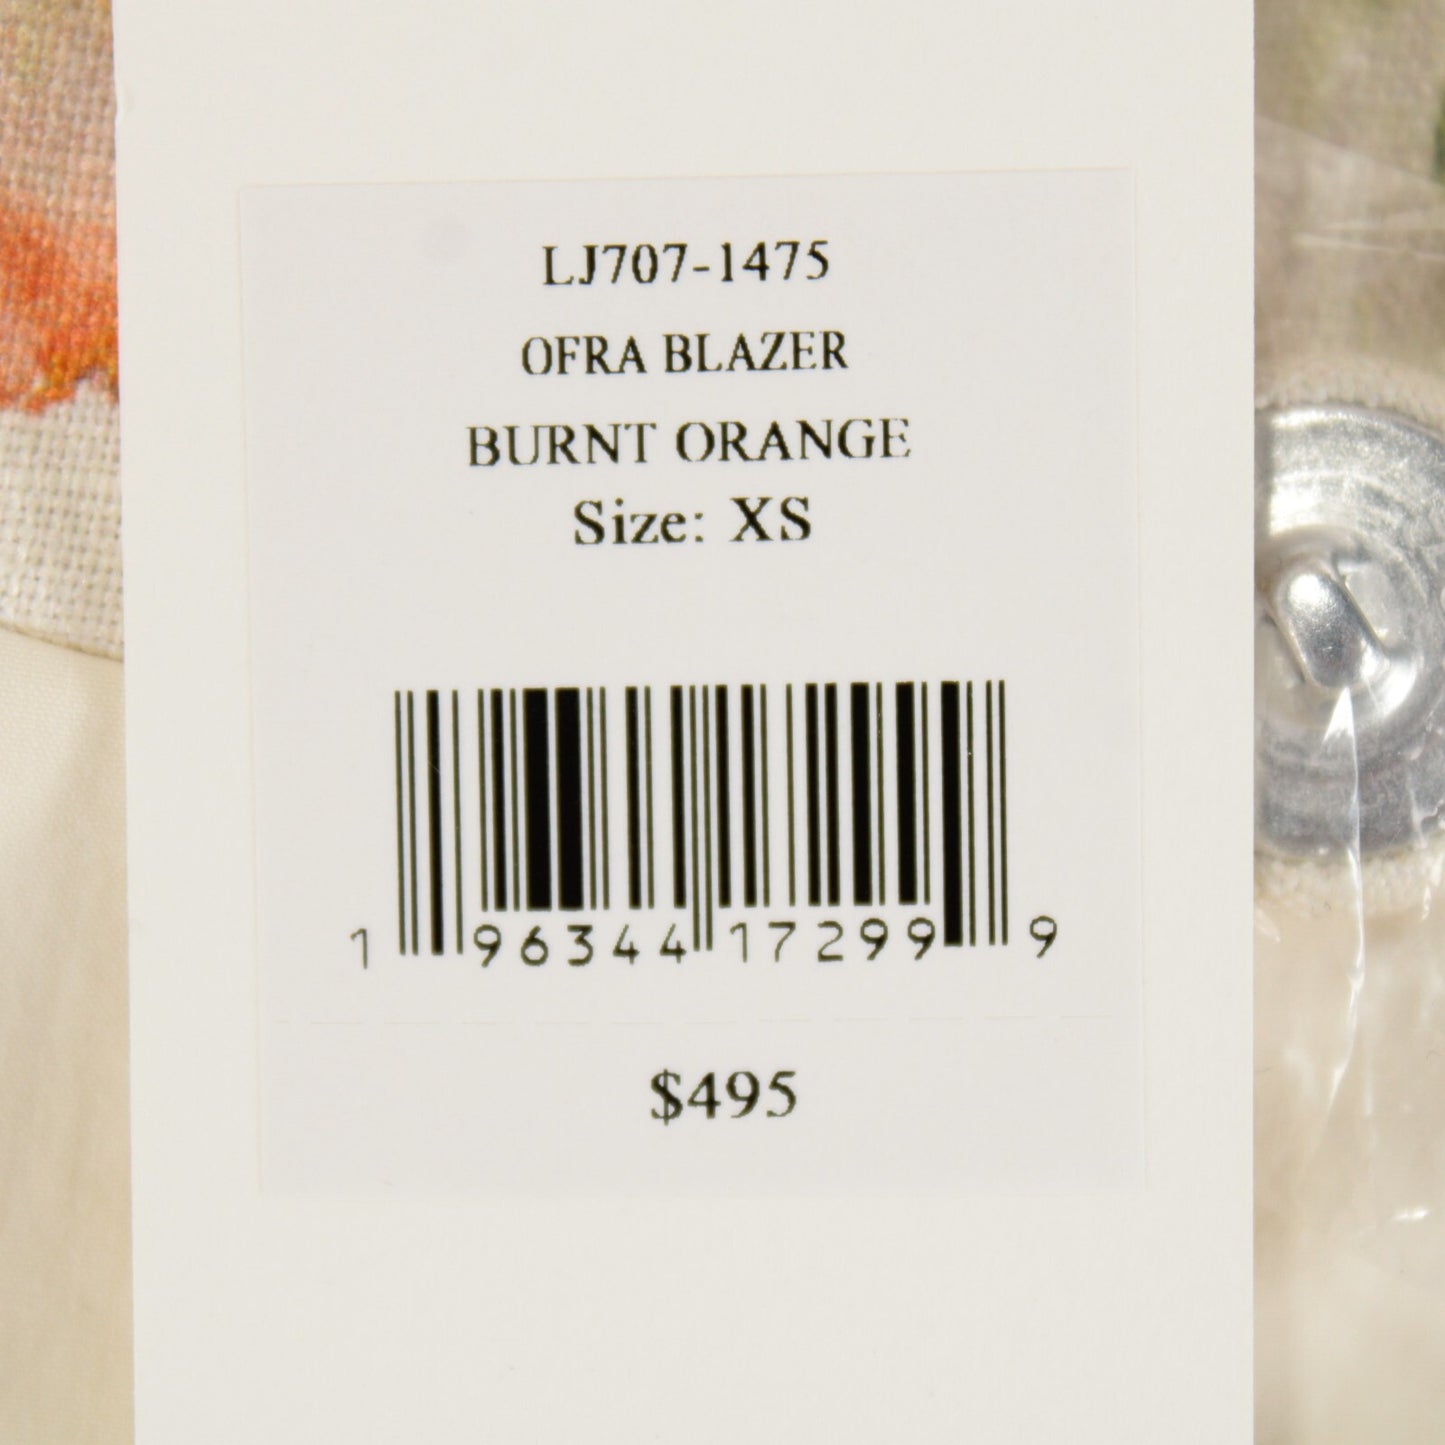 LJ707-1475
OFRA BLAZER
BURNT ORANGE
Size: XS
1 96344 17299 9
$495